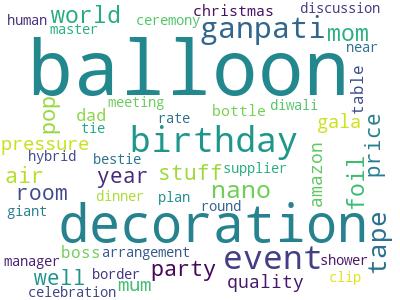 human
ceremony
christmas
discussion
world
master
ganpati
mom
near
balloon
table
pop
meeting
diwali
dad
rate
bottle
gala
tie
pressure
birthday
price
hybrid
bestie
stuff
supplier
amazon
foil
air
year
room
nano
dinner
plan
giant
round
decoration
tape
boss
arrangement
event
shower
manager
party
well
border
mum
quality
clip
celebration